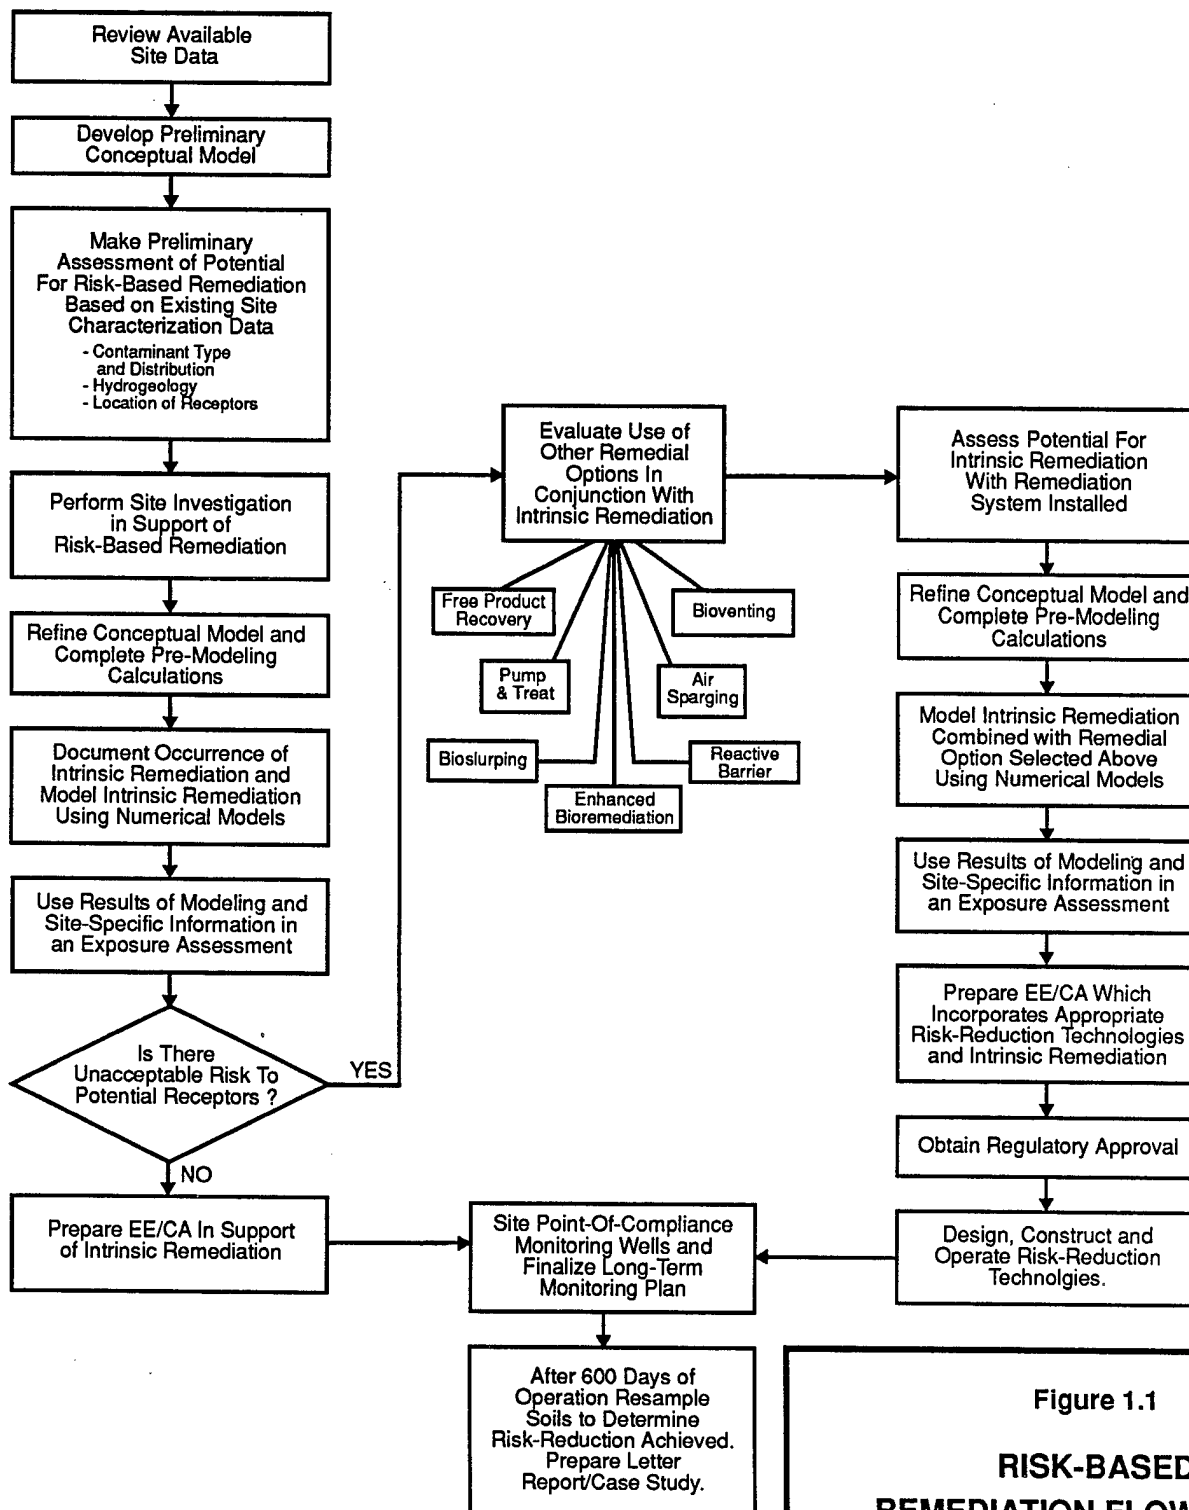 Review Available
Site Data
Develop Preliminary
Conceptual Model
Make Preliminary
Assessment of Potential
For Risk-Based Remediation
Based on Existing Site
Characterization Data
- Contaminant Type
and Distribution
- Hydrogeology
- Location of Receptors
Perform Site Investigation
in Support of
Risk-Based Remediation
Refine Conceptual Model and
Complete Pre-Modeling
Calculations
Document Occurrence of
Intrinsic Remediation and
Model Intrinsic Remediation
Using Numerical Models
Use Results of Modeling and
Site-Specific Information in
an Exposure Assessment
Is There
Unacceptable Risk To
Potential Receptors ?
YES
NO
Prepare EE/CA In Support
of Intrinsic Remediation
Evaluate Use of
Other Remedial
Options In
Conjunction With
Intrinsic Remediation
Free Product
Recovery
Bioventing
Pump
& Treat
Air
Sparging
Bioslurping
Reactive
Barrier
Enhanced
Bioremediation
Assess Potential For
Intrinsic Remediation
With Remediation
System Installed
Refine Conceptual Model and
Complete Pre-Modeling
Calculations
Model Intrinsic Remediation
Combined with Remedial
Option Selected Above
Using Numerical Models
Use Results of Modeling and
Site-Specific Information in
an Exposure Assessment
Prepare EE/CA Which
Incorporates Appropriate
Risk-Reduction Technologies
and Intrinsic Remediation
Obtain Regulatory Approval
Design, Construct and
Operate Risk-Reduction
Technolgies.
Site Point-Of-Compliance
Monitoring Wells and
Finalize Long-Term
Monitoring Plan
After 600 Days of
Operation Resample
Soils to Determine
Risk-Reduction Achieved.
Prepare Letter
Report/Case Study.
Figure 1.1
RISK-BASED
REMEDIATION